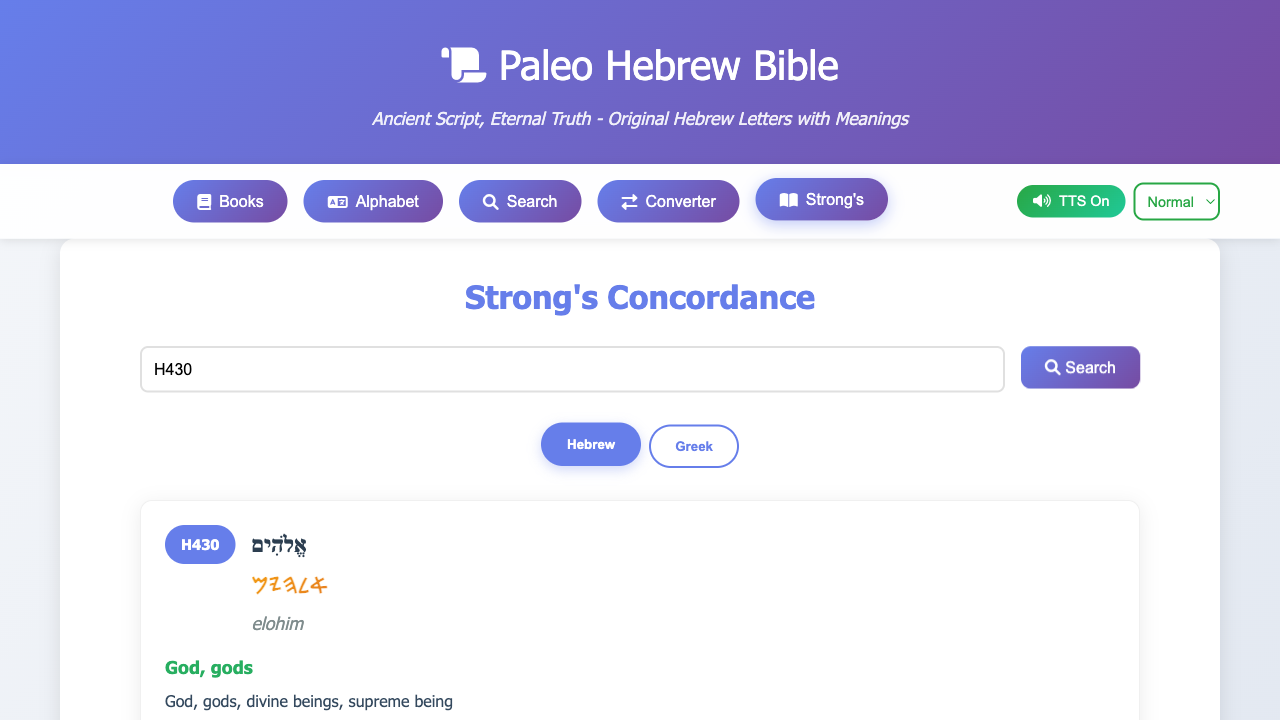 Paleo Hebrew Bible
Ancient Script, Eternal Truth - Original Hebrew Letters with Meanings
Books
Alphabet
Search
Converter
Strong's
TTS On
Normal
Strong's Concordance
H430
Search
Hebrew
Greek
H430
אֱלֹהִים
𐤀𐤋𐤄𐤉𐤌
elohim
God, gods
God, gods, divine beings, supreme being